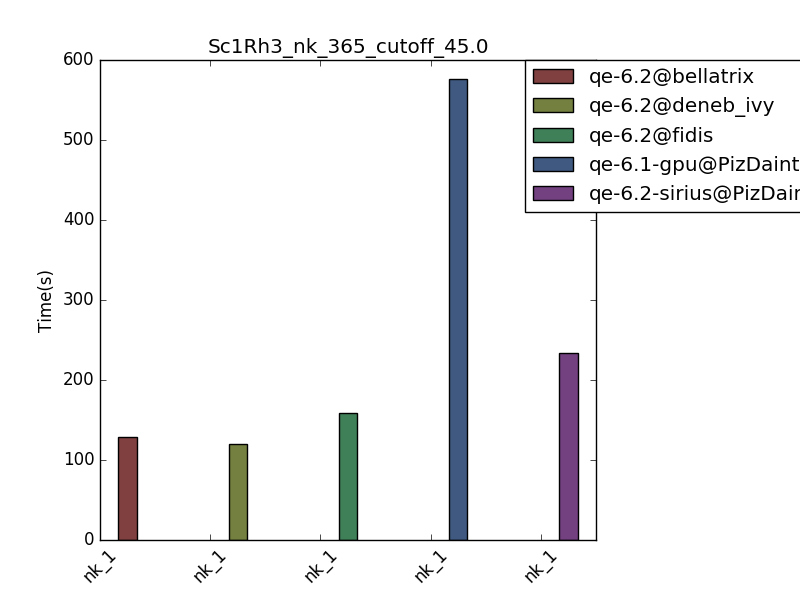 Sc1Rh3_nk_365_cutoff_45.0
600
500
400
300
200
100
0
Time(s)
qe-6.2@bellatrix
qe-6.2@deneb_ivy
qe-6.2@fidis
qe-6.1-gpu@PizDaint
qe-6.2-sirius@PizDain
nk_1
nk_1
nk_1
nk_1
nk_1